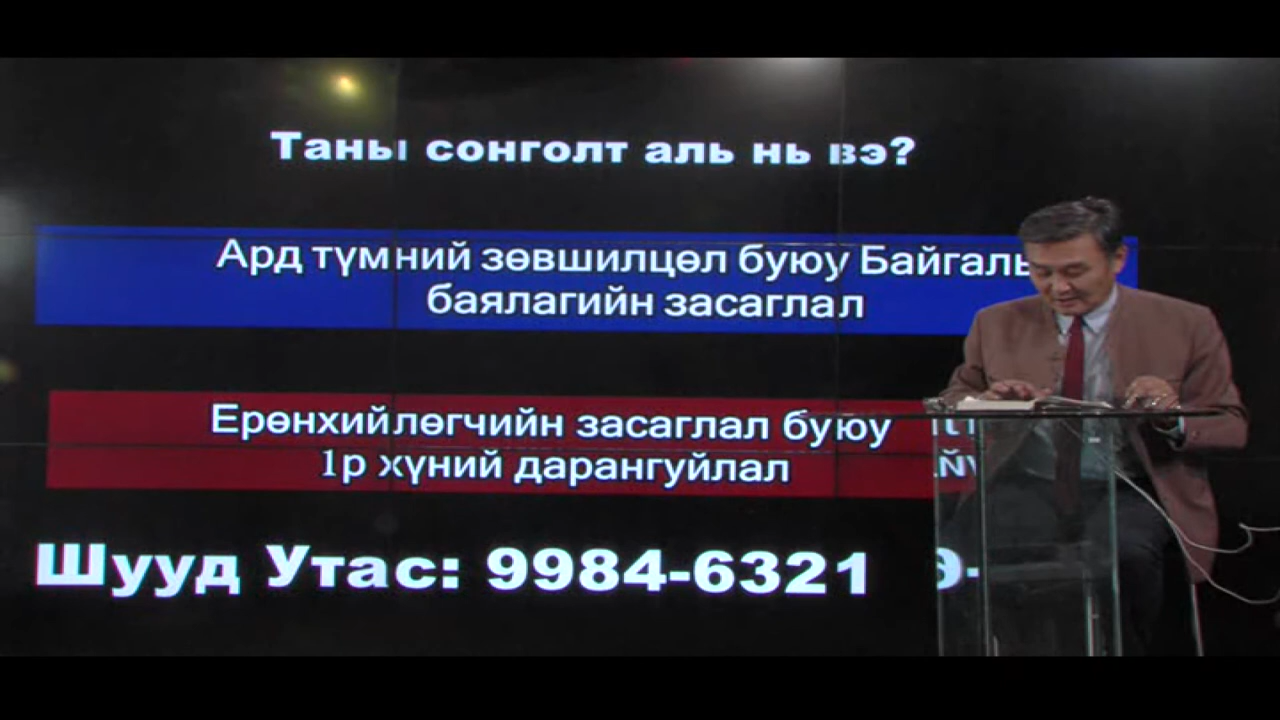 Таны сонголт аль нь вэ?
Ард түмний зөвшилцөл буюу Байгаль
баялагийн засаглал
Ерөнхийлөгчийн засаглал буюу
1р хүний дарангуйлал
Шууд Утас: 9984-6321